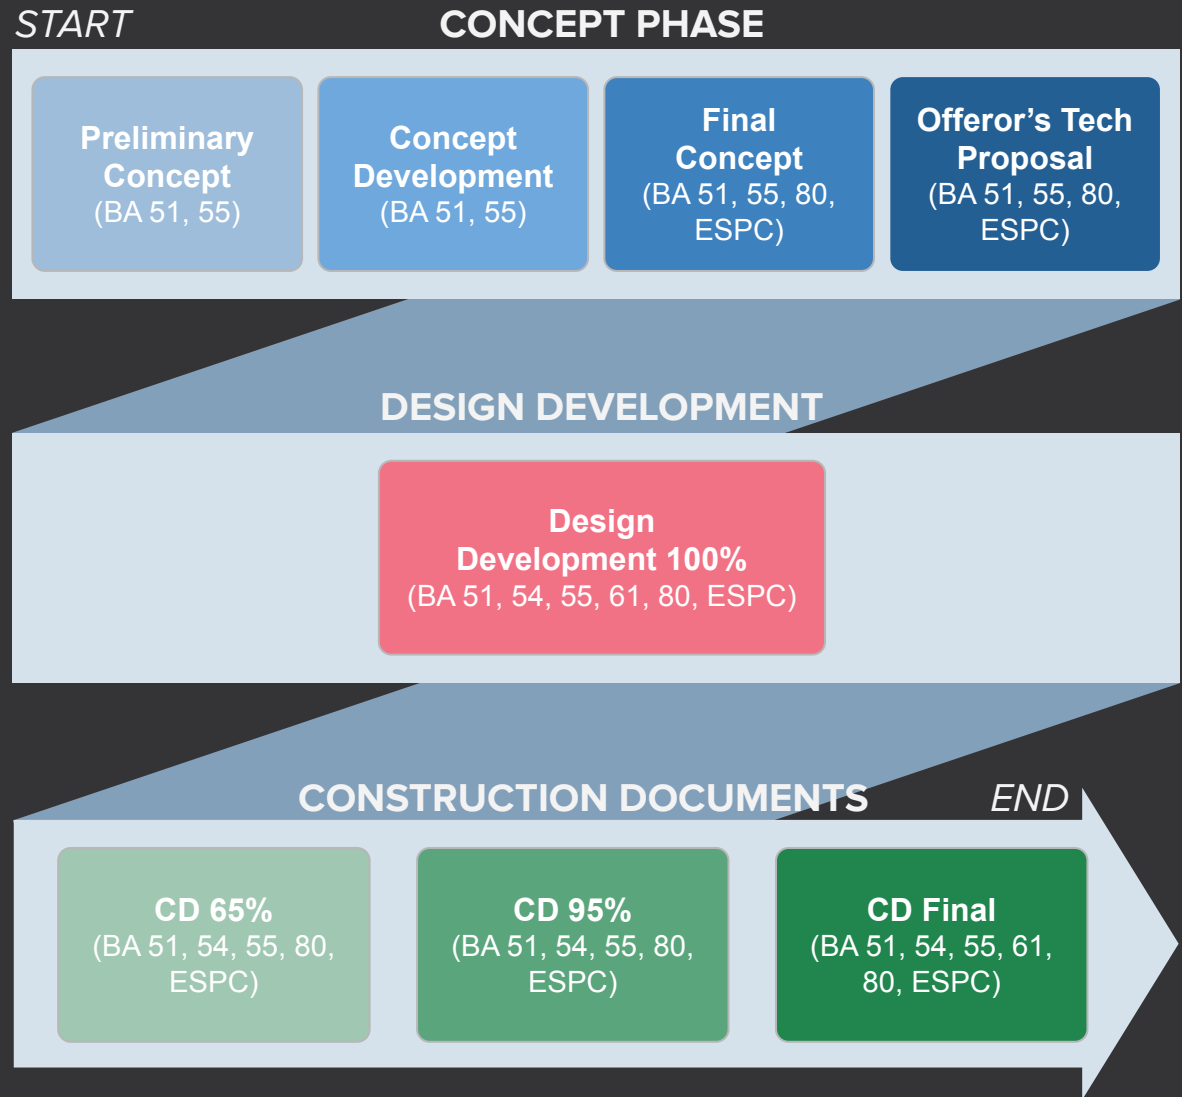 START
CONCEPT PHASE
Preliminary
Concept
(BA 51, 55)
Concept
Development
(BA 51, 55)
Final
Concept
(BA 51, 55, 80,
ESPC)
Offeror’s Tech
Proposal
(BA 51, 55, 80,
ESPC)
DESIGN DEVELOPMENT
Design
Development 100%
(BA 51, 54, 55, 61, 80, ESPC)
CONSTRUCTION DOCUMENTS
END
CD 65%
(BA 51, 54, 55, 80,
ESPC)
CD 95%
(BA 51, 54, 55, 80,
ESPC)
CD Final
(BA 51, 54, 55, 61,
80, ESPC)